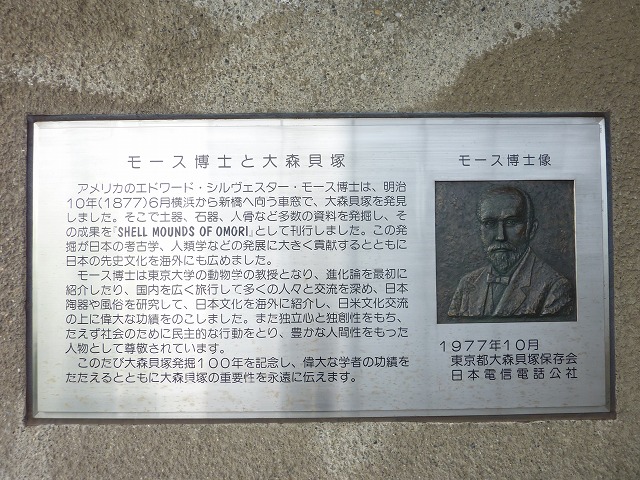 モース博士と大森貝塚
アメリカのエドワード・シルヴェスター・モース博士は、明治
10年(1877)6月横浜から新橋へ向う車窓で、大森貝塚を発見
しました。そこで土器、石器、人骨など多数の資料を発掘し、そ
の成果を『SHELL MOUNDS OF OMORI』として刊行しました。この発
掘が日本の考古学、人類学などの発展に大きく貢献するとともに
日本の先史文化を海外にも広めました。
モース博士は東京大学の動物学の教授となり、進化論を最初に
紹介したり、国内を広く旅行して多くの人々と交流を深め、日本
陶器や風俗を研究して、日本文化を海外に紹介し、日米文化交流
の上に偉大な功績をのこしました。また独立心と独創性をもち、
たえず社会のために民主的な行動をとり、豊かな人間性をもった
人物として尊敬されています。
このたび大森貝塚発掘100年を記念し、偉大な学者の功績を
たたえるとともに大森貝塚の重要性を永遠に伝えます。
モース博士像
1977年10月
東京都大森貝塚保存会
日本電信電話公社